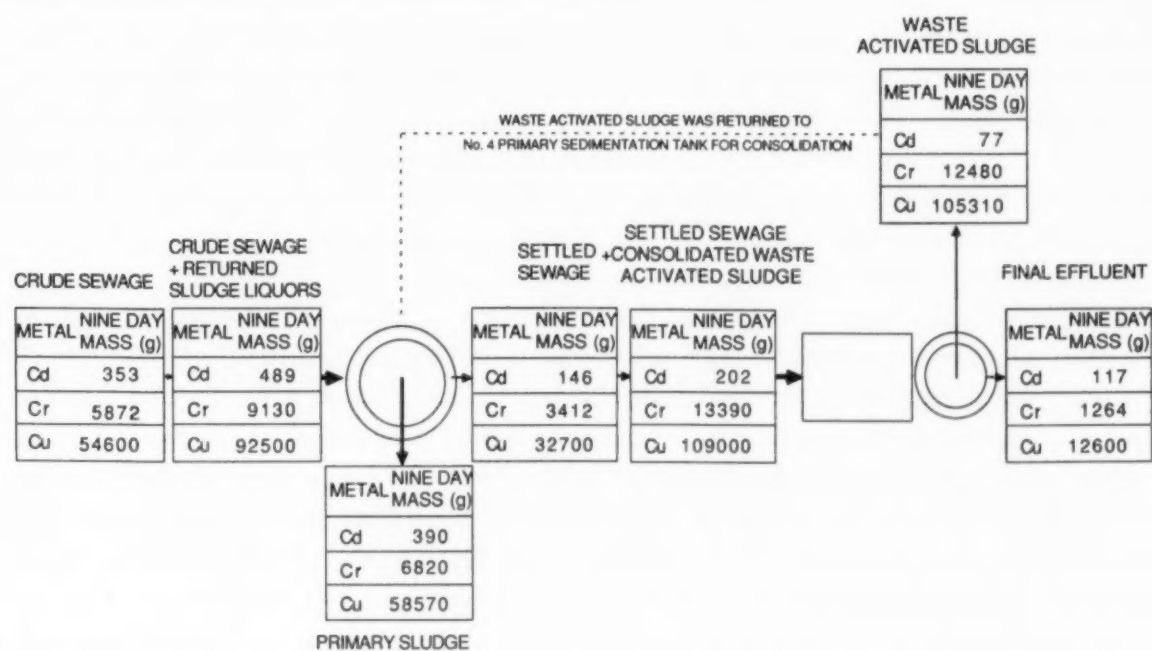 WASTE
ACTIVATED SLUDGE
METAL NINE DAY
MASS (g)
Cd 77
Cr 12480
Cu 105310
WASTE ACTIVATED SLUDGE WAS RETURNED TO
No. 4 PRIMARY SEDIMENTATION TANK FOR CONSOLIDATION
CRUDE SEWAGE
METAL NINE DAY
MASS (g)
Cd 353
Cr 5872
Cu 54600
CRUDE SEWAGE
+ RETURNED
SLUDGE LIQUORS
METAL NINE DAY
MASS (g)
Cd 489
Cr 9130
Cu 92500
METAL NINE DAY
MASS (g)
Cd 390
Cr 6820
Cu 58570
PRIMARY SLUDGE
SETTLED
SEWAGE
METAL NINE DAY
MASS (g)
Cd 146
Cr 3412
Cu 32700
SETTLED SEWAGE
+CONSOLIDATED WASTE
ACTIVATED SLUDGE
METAL NINE DAY
MASS (g)
Cd 202
Cr 13390
Cu 109000
FINAL EFFLUENT
METAL NINE DAY
MASS (g)
Cd 117
Cr 1264
Cu 12600